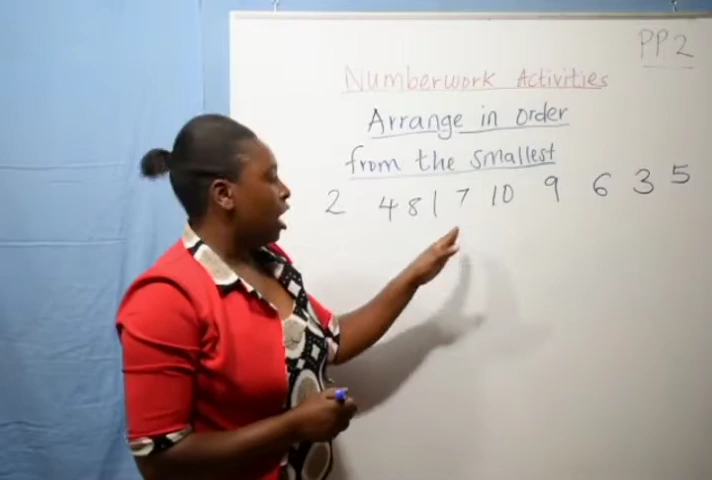 PP2
Numberwork Activities
Arrange in order
from the smallest
2 4 8 1 7 10 9 6 3 5